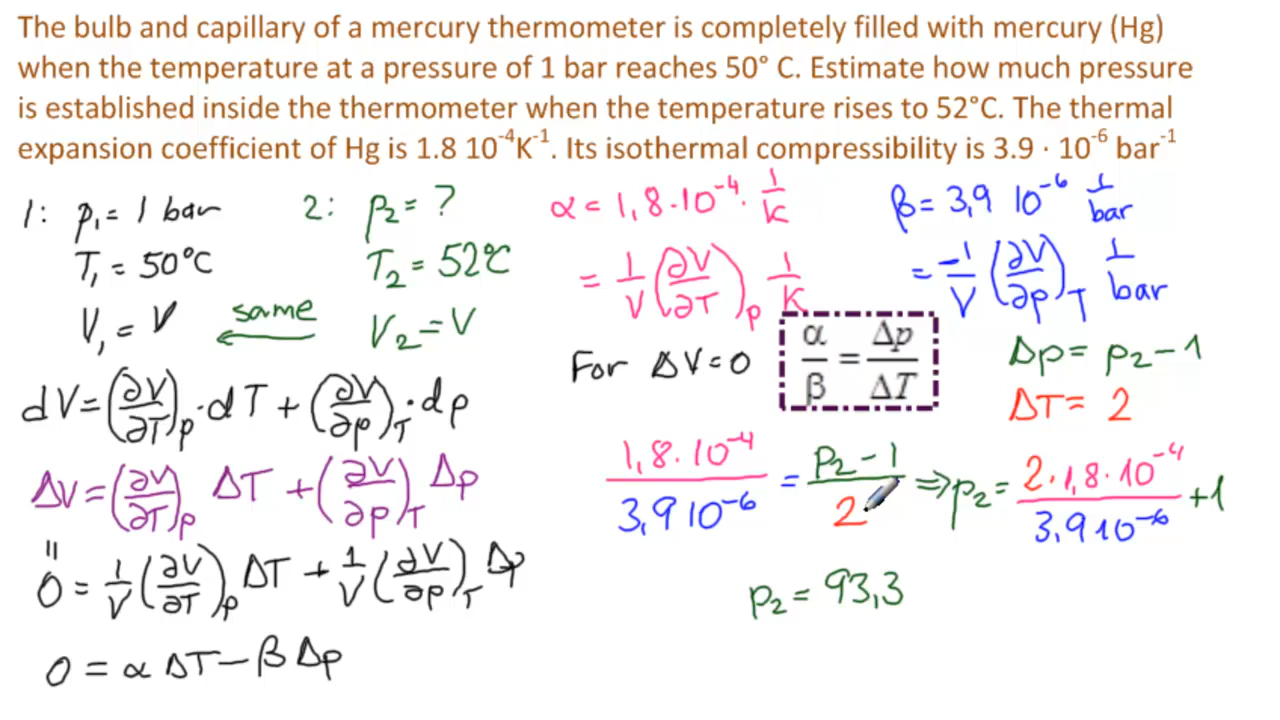 The bulb and capillary of a mercury thermometer is completely filled with mercury (Hg)
when the temperature at a pressure of 1 bar reaches 50° C. Estimate how much pressure
is established inside the thermometer when the temperature rises to 52°C. The thermal
expansion coefficient of Hg is 1.8 10⁻⁴K⁻¹. Its isothermal compressibility is 3.9 · 10⁻⁶ bar⁻¹
1: p₁ = 1 bar
T₁ = 50°C
V₁ = V
same
2: p₂ = ?
T₂ = 52°C
V₂ = V
dV = (∂V/∂T)ₚ · dT + (∂V/∂p)_T · dp
ΔV = (∂V/∂T)ₚ ΔT + (∂V/∂p)_T Δp
"
0 = 1/V (∂V/∂T)ₚ ΔT + 1/V (∂V/∂p)_T Δp
0 = α ΔT − β Δp
α = 1,8 · 10⁻⁴ · 1/K
= 1/V (∂V/∂T)ₚ 1/K
β = 3,9 10⁻⁶ 1/bar
= −1/V (∂V/∂p)_T 1/bar
For ΔV = 0
α/β = Δp/ΔT
Δp = p₂ − 1
ΔT = 2
1,8 · 10⁻⁴ / 3,9 10⁻⁶ = p₂ − 1 / 2 ⇒ p₂ = 2 · 1,8 · 10⁻⁴ / 3,9 10⁻⁶ + 1
p₂ = 93,3